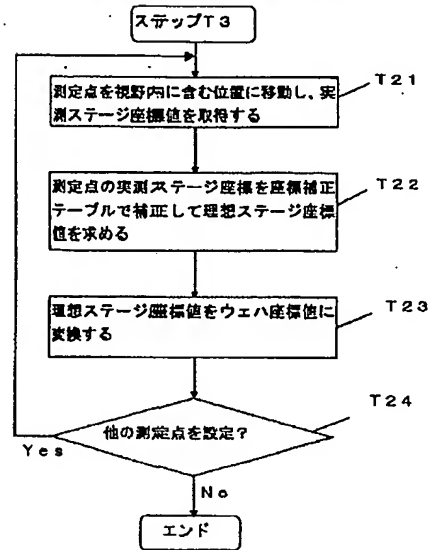 ステップT3
測定点を視野内に含む位置に移動し、実
測ステージ座標値を取得する
T21
測定点の実測ステージ座標を座標補正
テーブルで補正して理想ステージ座標
値を求める
T22
理想ステージ座標値をウェハ座標値に
変換する
T23
他の測定点を設定?
T24
Yes
No
エンド